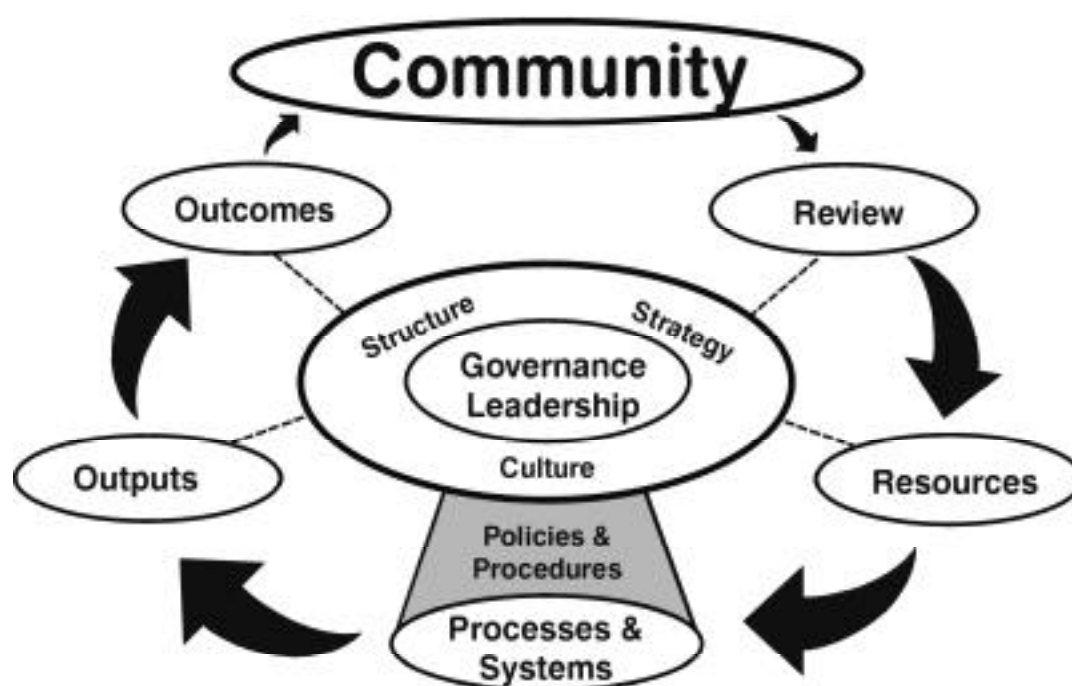 Community
Outcomes
Review
Structure
Strategy
Governance
Leadership
Culture
Outputs
Resources
Policies &
Procedures
Processes &
Systems